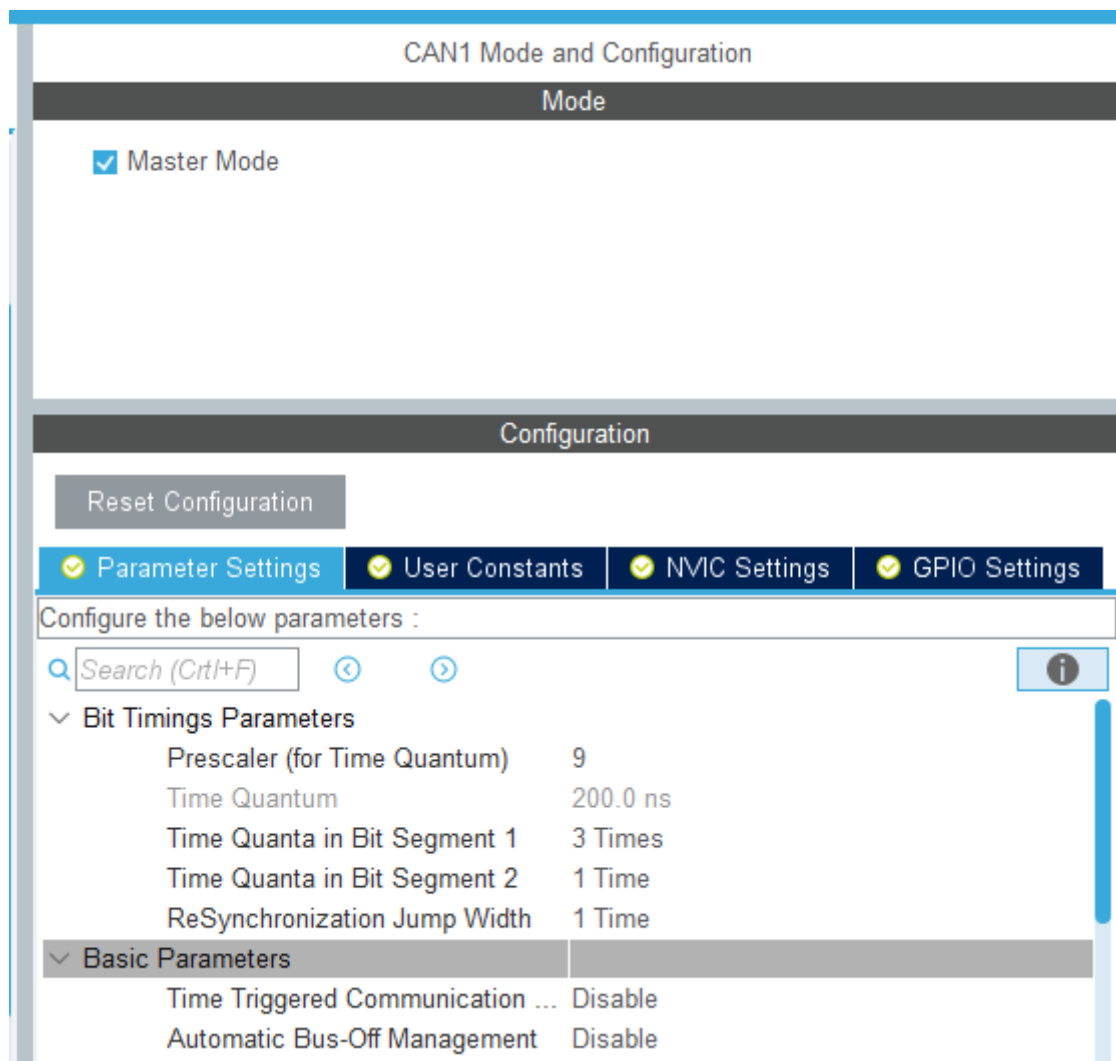 CAN1 Mode and Configuration
Mode
Master Mode
Configuration
Reset Configuration
Parameter Settings User Constants NVIC Settings GPIO Settings
Configure the below parameters :
Search (Crtl+F)
Bit Timings Parameters
Prescaler (for Time Quantum) 9
Time Quantum 200.0 ns
Time Quanta in Bit Segment 1 3 Times
Time Quanta in Bit Segment 2 1 Time
ReSynchronization Jump Width 1 Time
Basic Parameters
Time Triggered Communication ... Disable
Automatic Bus-Off Management Disable